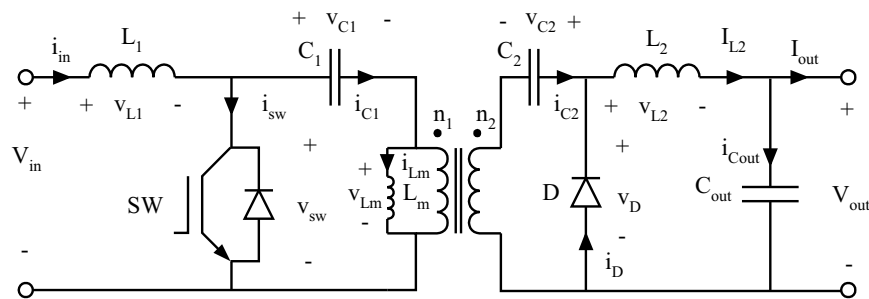 + v_C1 -
- v_C2 +
i_in
L_1
C_1
C_2
L_2
I_L2
I_out
+ + v_L1 - i_sw i_C1 i_C2 + v_L2 - +
n_1 n_2
V_in
+
+ i_Lm
+
i_Cout
SW
v_sw
v_Lm L_m
D
v_D
C_out
V_out
-
-
-
-
i_D
-